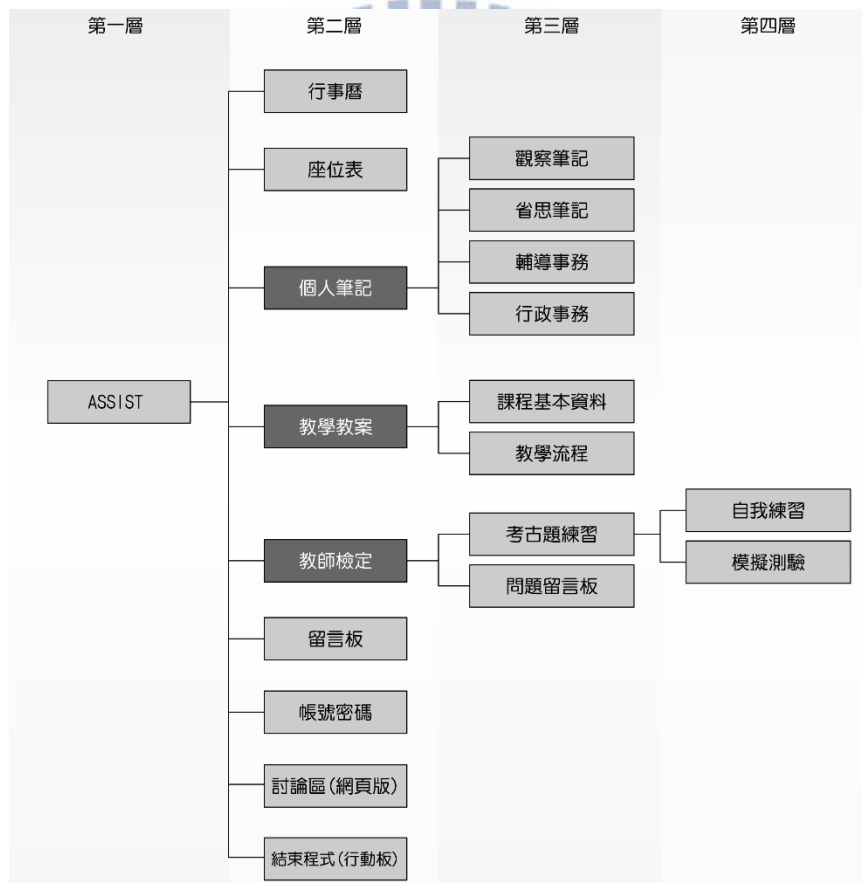 第一層
第二層
第三層
第四層
行事曆
座位表
觀察筆記
省思筆記
個人筆記
輔導事務
行政事務
ASSIST
教學教案
課程基本資料
教學流程
教師檢定
考古題練習
自我練習
模擬測驗
問題留言板
留言板
帳號密碼
討論區(網頁版)
結束程式(行動板)